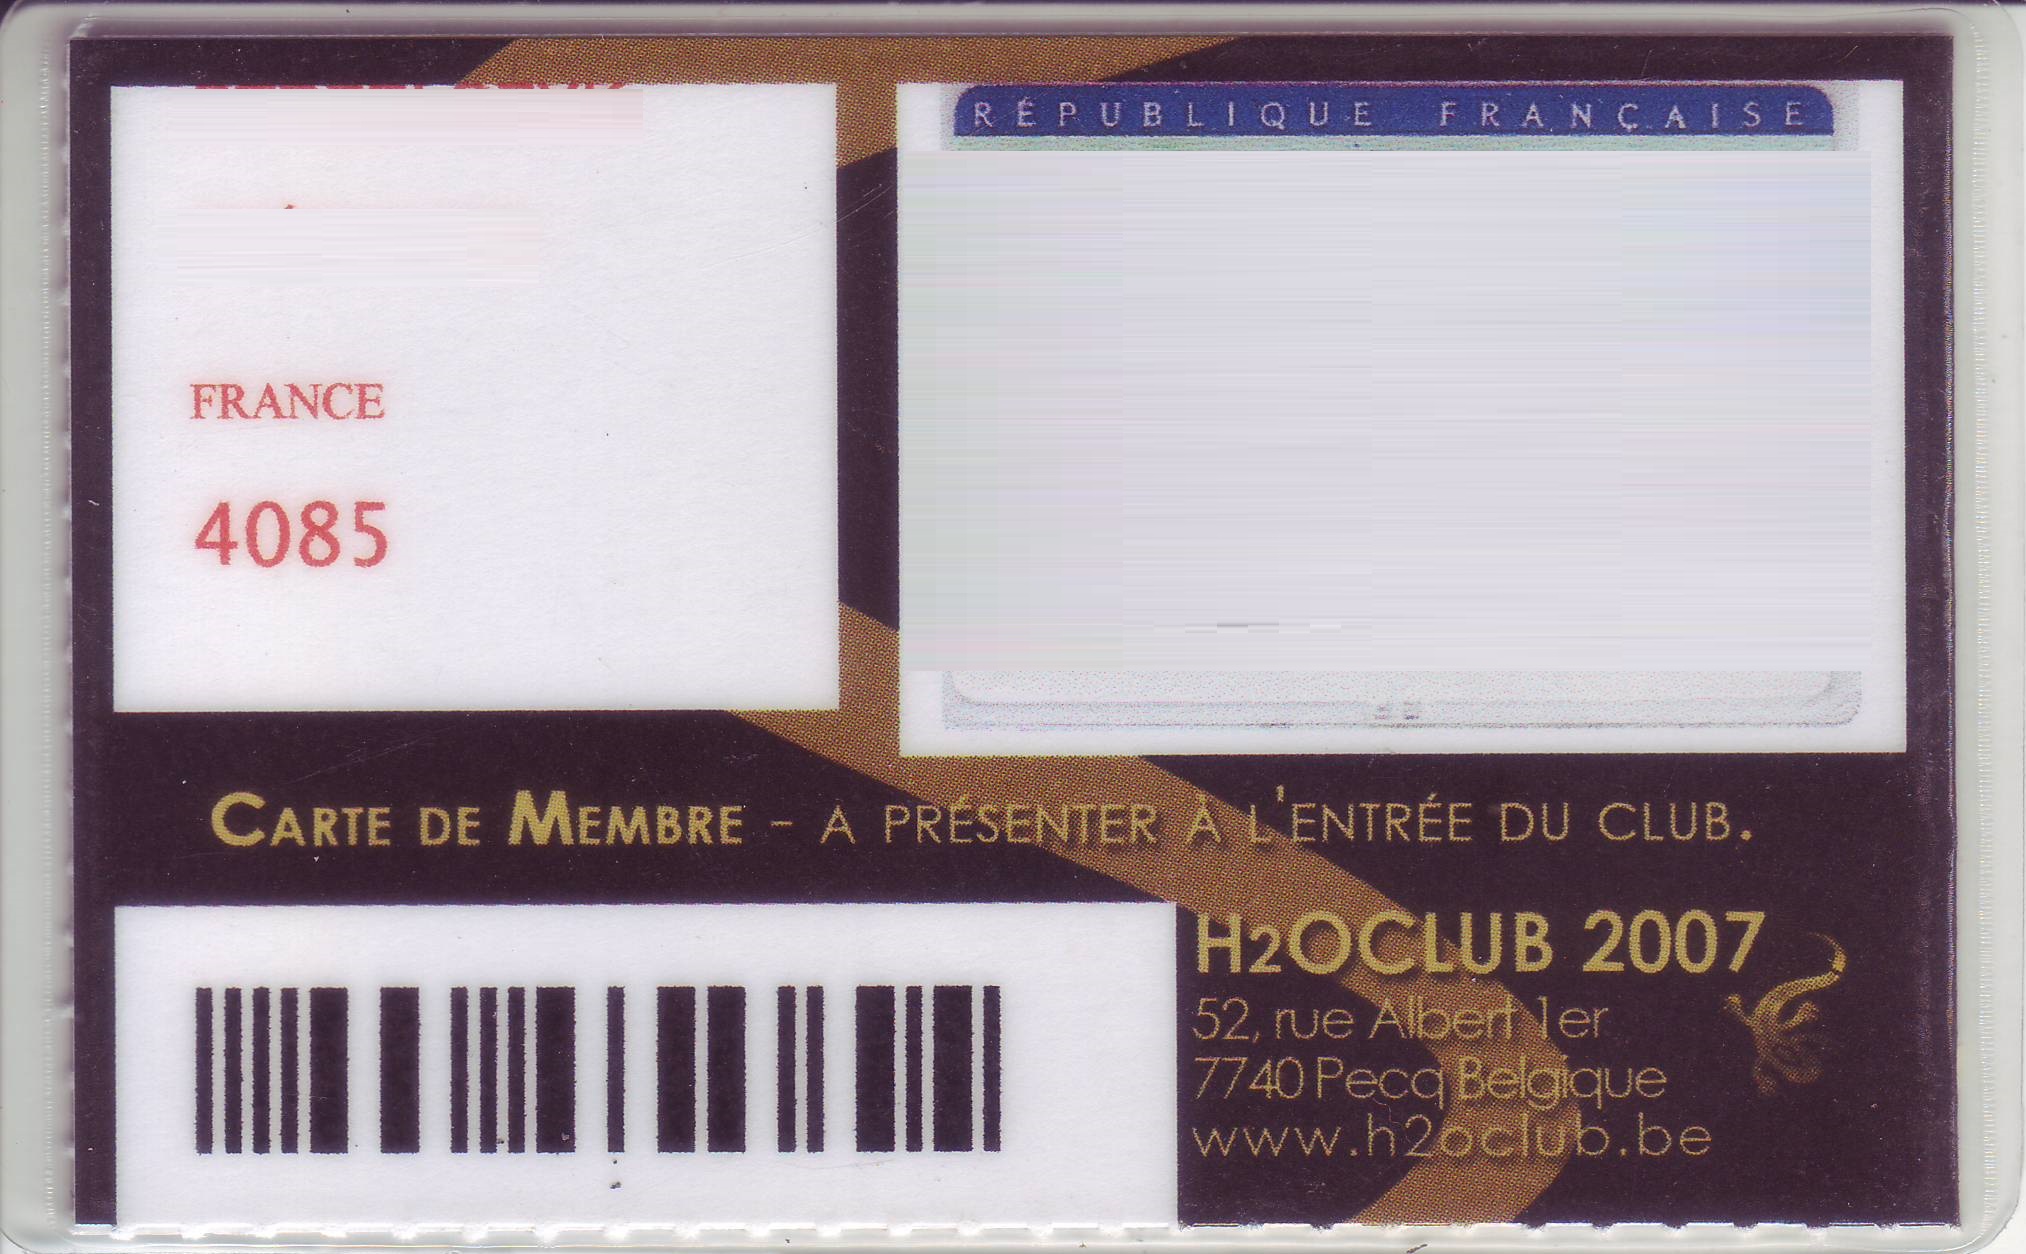 FRANCE
4085
RÉPUBLIQUE FRANÇAISE
CARTE DE MEMBRE - A PRÉSENTER À L'ENTRÉE DU CLUB.
H2OCLUB 2007
52, rue Albert 1er
7740 Pecq Belgique
www.h2oclub.be